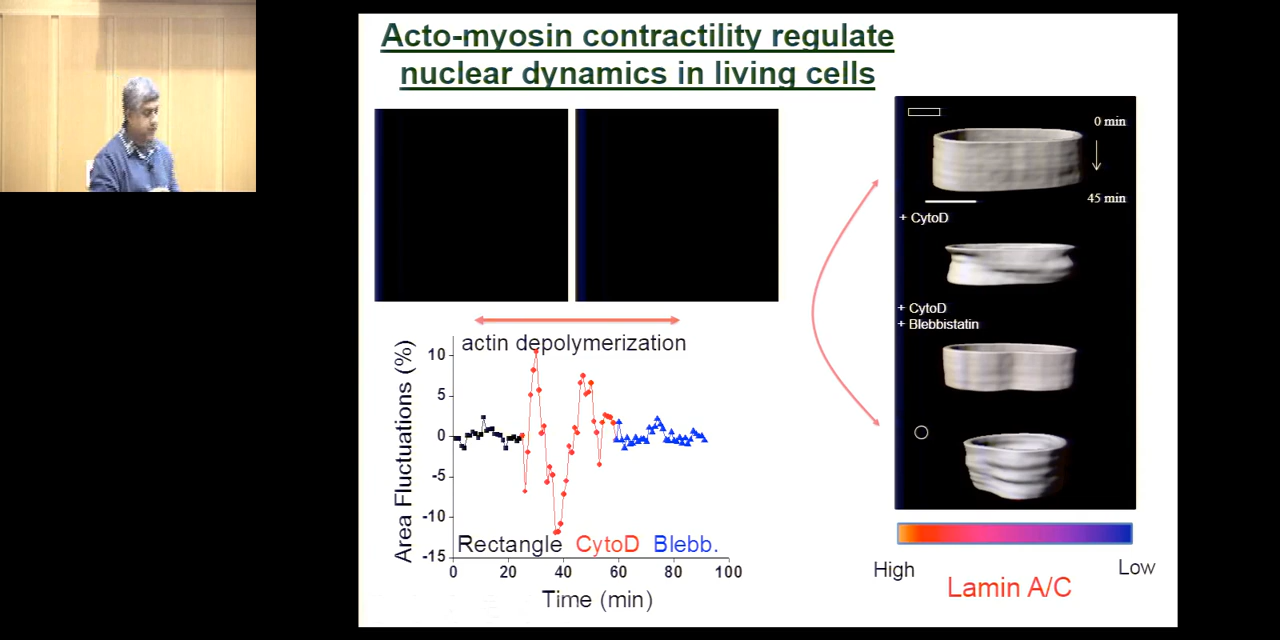 Acto-myosin contractility regulate
nuclear dynamics in living cells
0 min
45 min
+ CytoD
+ CytoD
+ Blebbistatin
actin depolymerization
Area Fluctuations (%)
10
5
0
-5
-10
-15
Rectangle CytoD Blebb.
0 20 40 60 80 100
Time (min)
High
Low
Lamin A/C